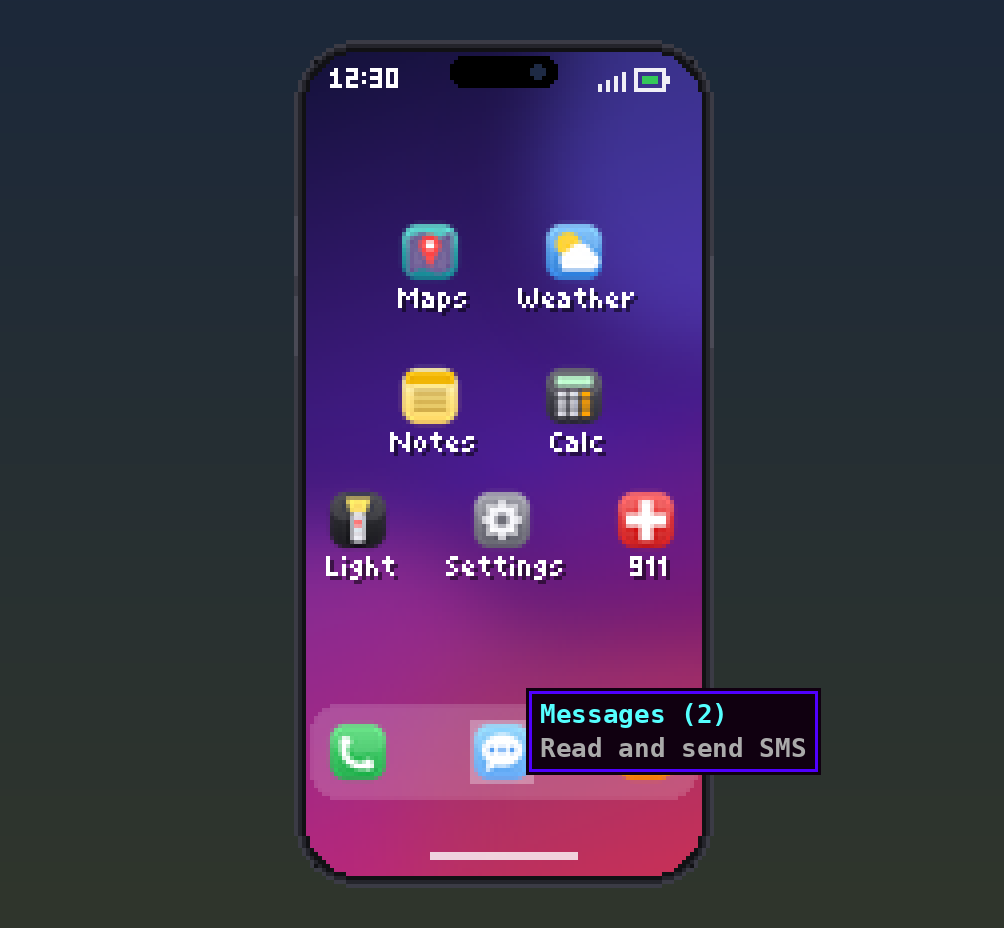 12:30
Maps Weather
Notes Calc
Light Settings 911
Messages (2)
Read and send SMS